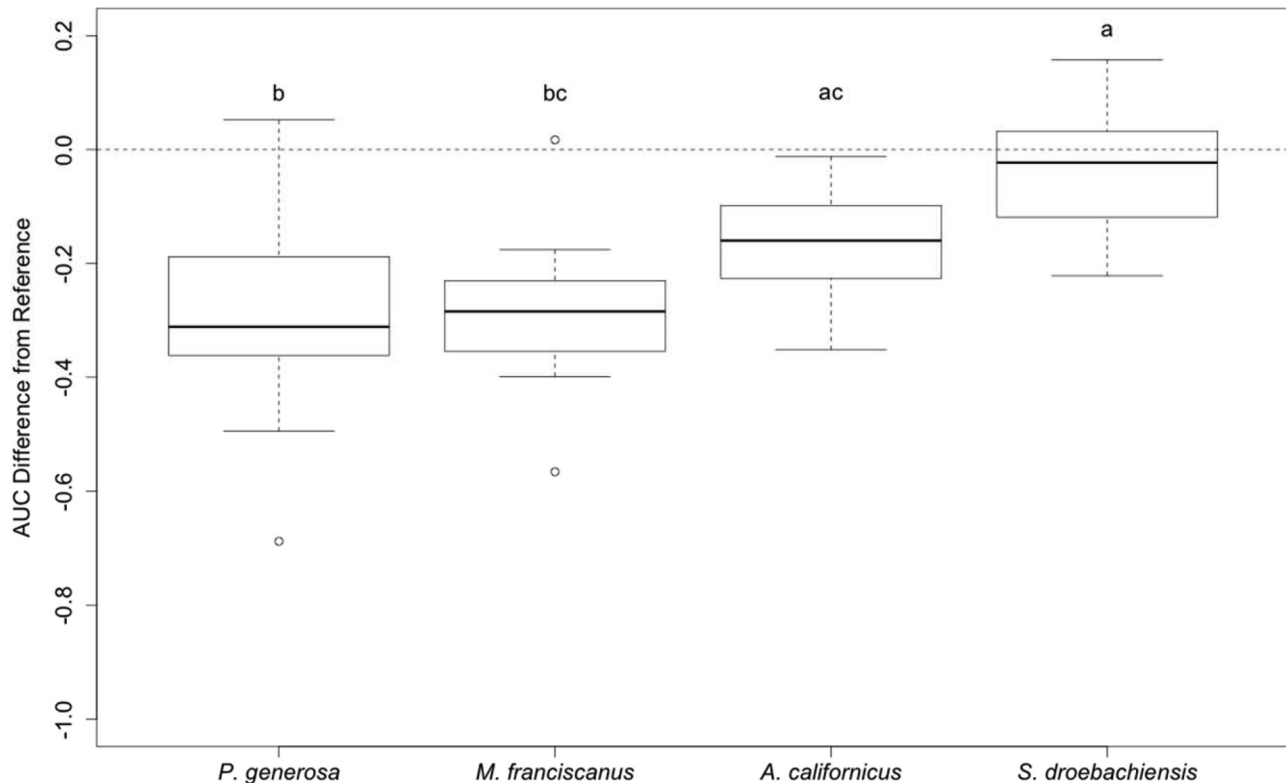 a
b
bc
ac
0.2
0.0
-0.2
-0.4
-0.6
-0.8
-1.0
AUC Difference from Reference
P. generosa
M. franciscanus
A. californicus
S. droebachiensis